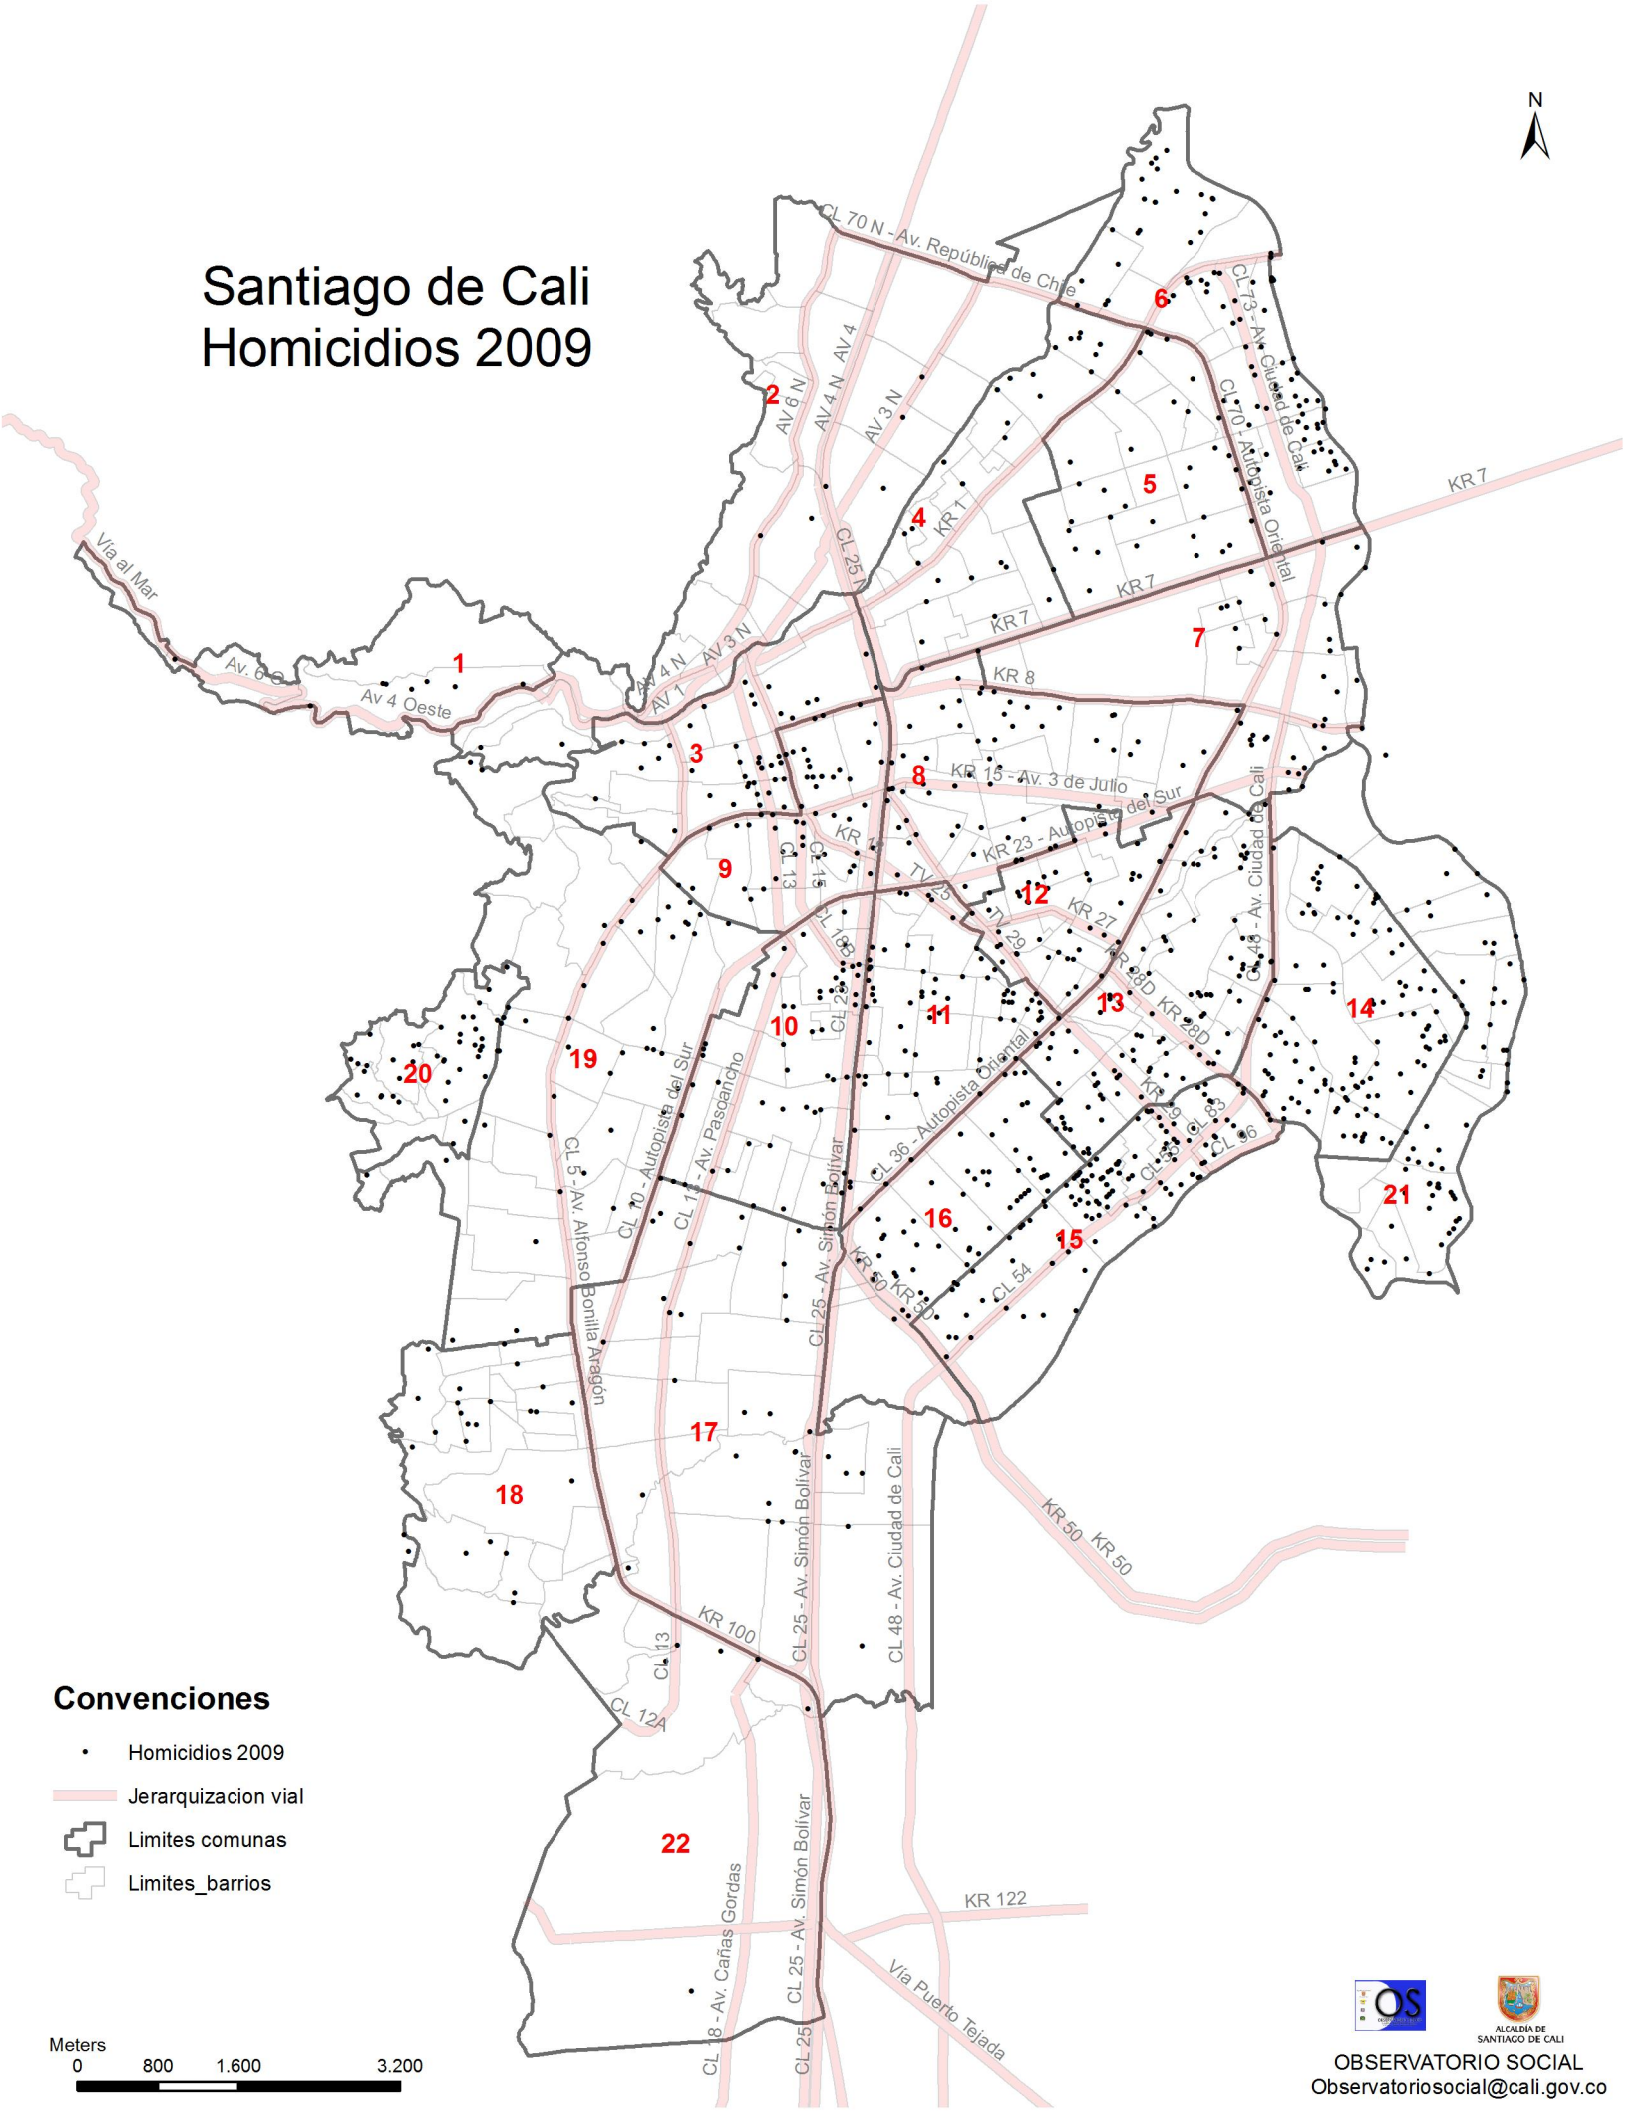 N
Santiago de Cali
Homicidios 2009
CL 70 N - Av. República de Chile
CL 73 - Av. Ciudad de Cali
6
2
AV 6 N
AV 4 N
AV 4
AV 3 N
CL 70 - Autopista Oriental
5
KR 7
4
KR 1
CL 25 N
Vía al Mar
KR 7
KR 7
7
1
Av. 6 O
Av 4 Oeste
AV 4 N
AV 3 N
AV 1
KR 8
3
8
KR 15 - Av. 3 de Julio
KR 23 - Autopista del Sur
CL 48 - Av. Ciudad de Cali
9
CL 13
CL 15
TV 25
12
KR 27
TV 29
CL 18B
KR 28D
KR 28D
CL 28
10
11
13
14
19
20
CL 10 - Autopista del Sur
CL 13 - Av. Pasoancho
CL 36 - Autopista Oriental
KR 29
CL 83
CL 96
CL 5 - Av. Alfonso Bonilla Aragón
CL 25 - Av. Simón Bolívar
16
15
21
KR 50
KR 50
CL 54
17
18
CL 25 - Av. Simón Bolívar
CL 48 - Av. Ciudad de Cali
KR 50
KR 50
KR 100
CL 13
CL 12A
22
CL 18 - Av. Cañas Gordas
CL 25 - Av. Simón Bolívar
CL 25
KR 122
Vía Puerto Tejada
Convenciones
Homicidios 2009
Jerarquizacion vial
Limites comunas
Limites_barrios
Meters
0 800 1.600 3.200
OS
ALCALDÍA DE
SANTIAGO DE CALI
OBSERVATORIO SOCIAL
Observatoriosocial@cali.gov.co